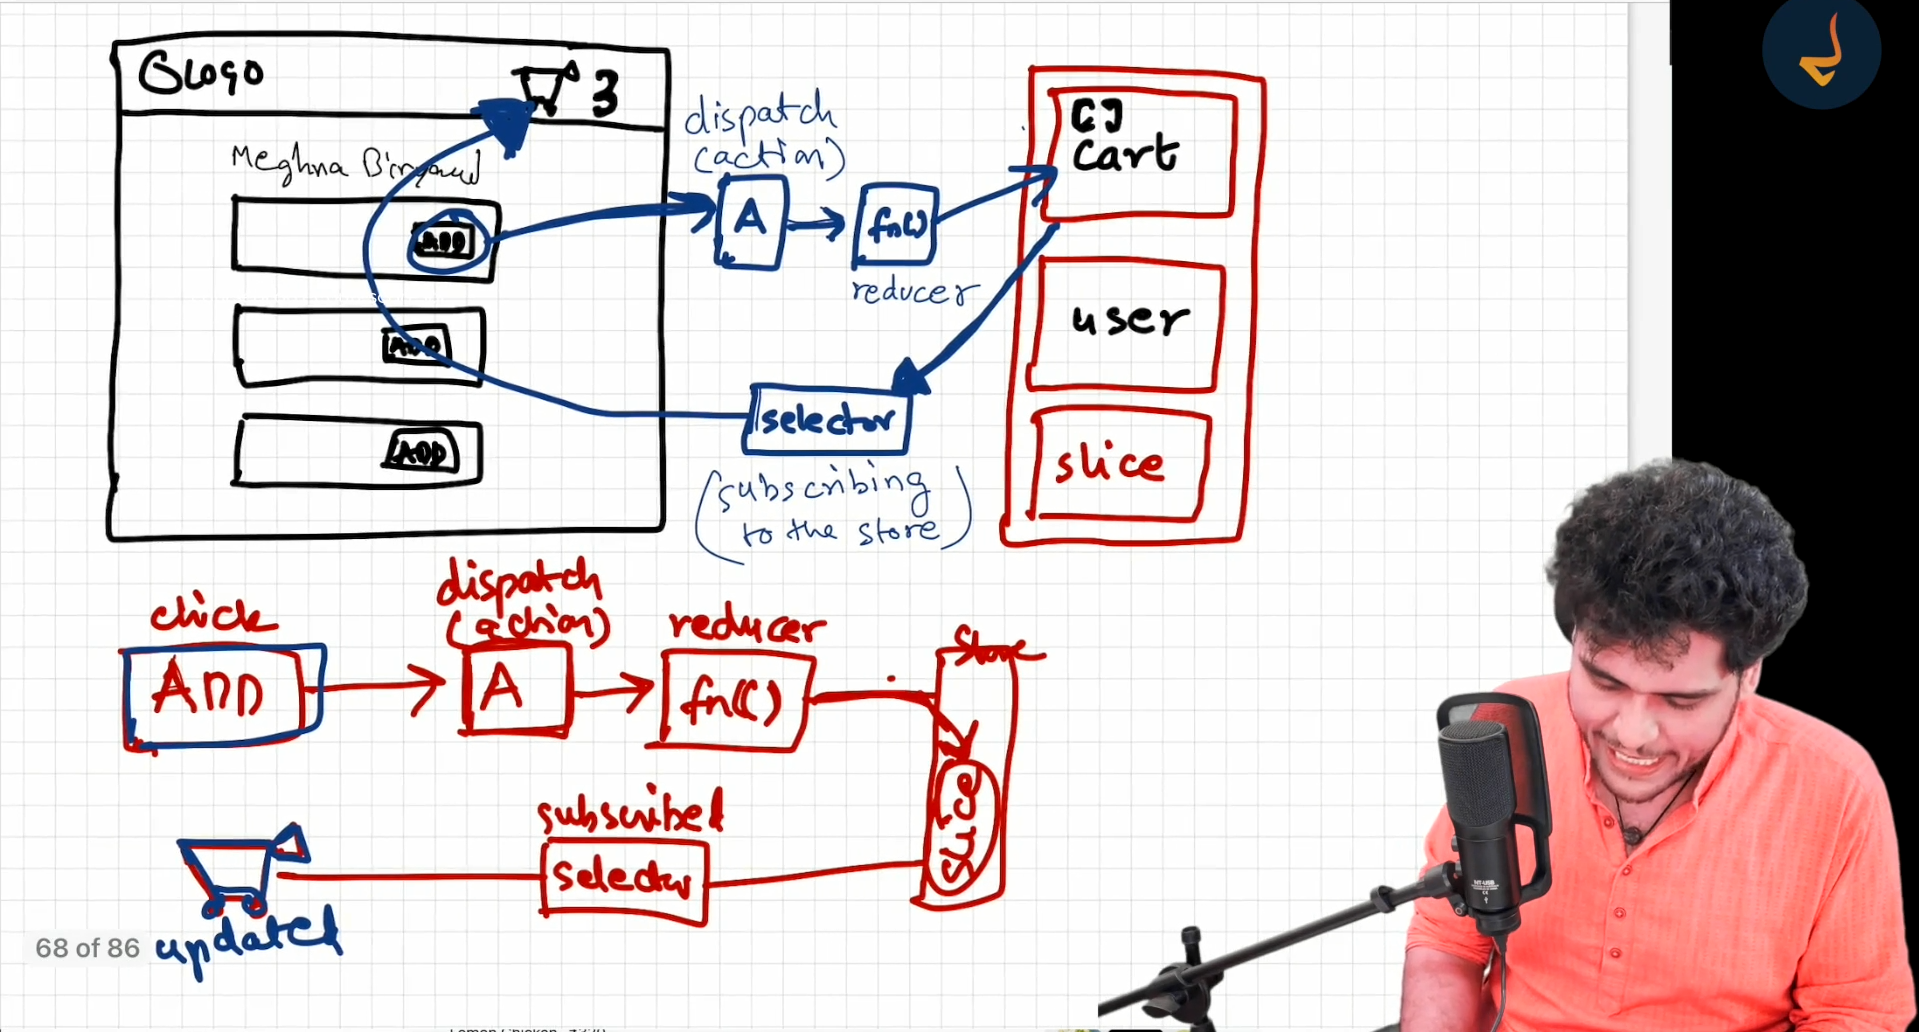 Logo
3
Meghna Biryani
ADD
ADD
ADD
dispatch
(action)
A
fn()
reducer
selector
(subscribing
to the store)
[]
Cart
user
slice
click
ADD
dispatch
(action)
A
reducer
fn()
Store
slice
subscribed
selector
updated
68 of 86